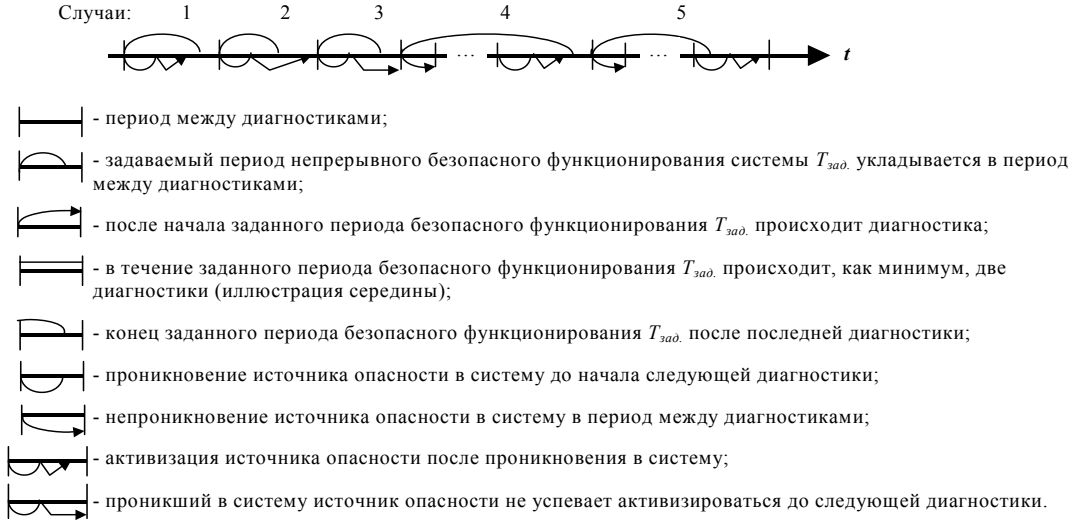 Случаи: 1 2 3 4 5
... ... t
- период между диагностиками;
- задаваемый период непрерывного безопасного функционирования системы Tзад. укладывается в период
между диагностиками;
- после начала заданного периода безопасного функционирования Tзад. происходит диагностика;
- в течение заданного периода безопасного функционирования Tзад. происходит, как минимум, две
диагностики (иллюстрация середины);
- конец заданного периода безопасного функционирования Tзад. после последней диагностики;
- проникновение источника опасности в систему до начала следующей диагностики;
- непроникновение источника опасности в систему в период между диагностиками;
- активизация источника опасности после проникновения в систему;
- проникший в систему источник опасности не успевает активизироваться до следующей диагностики.